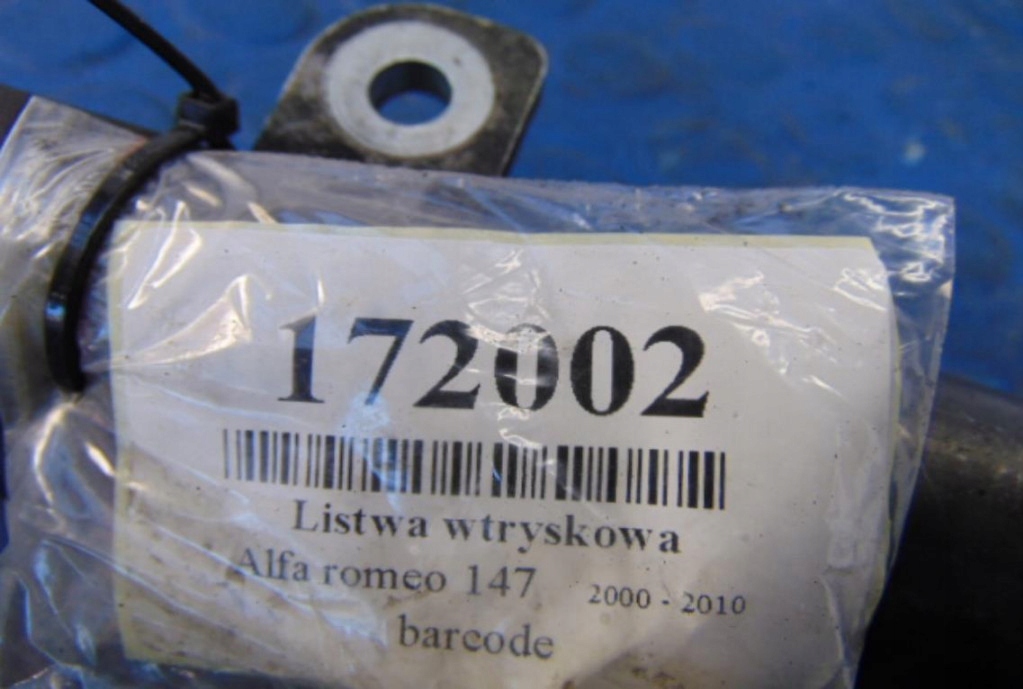 172002
Listwa wtryskowa
Alfa romeo 147 2000 - 2010
barcode